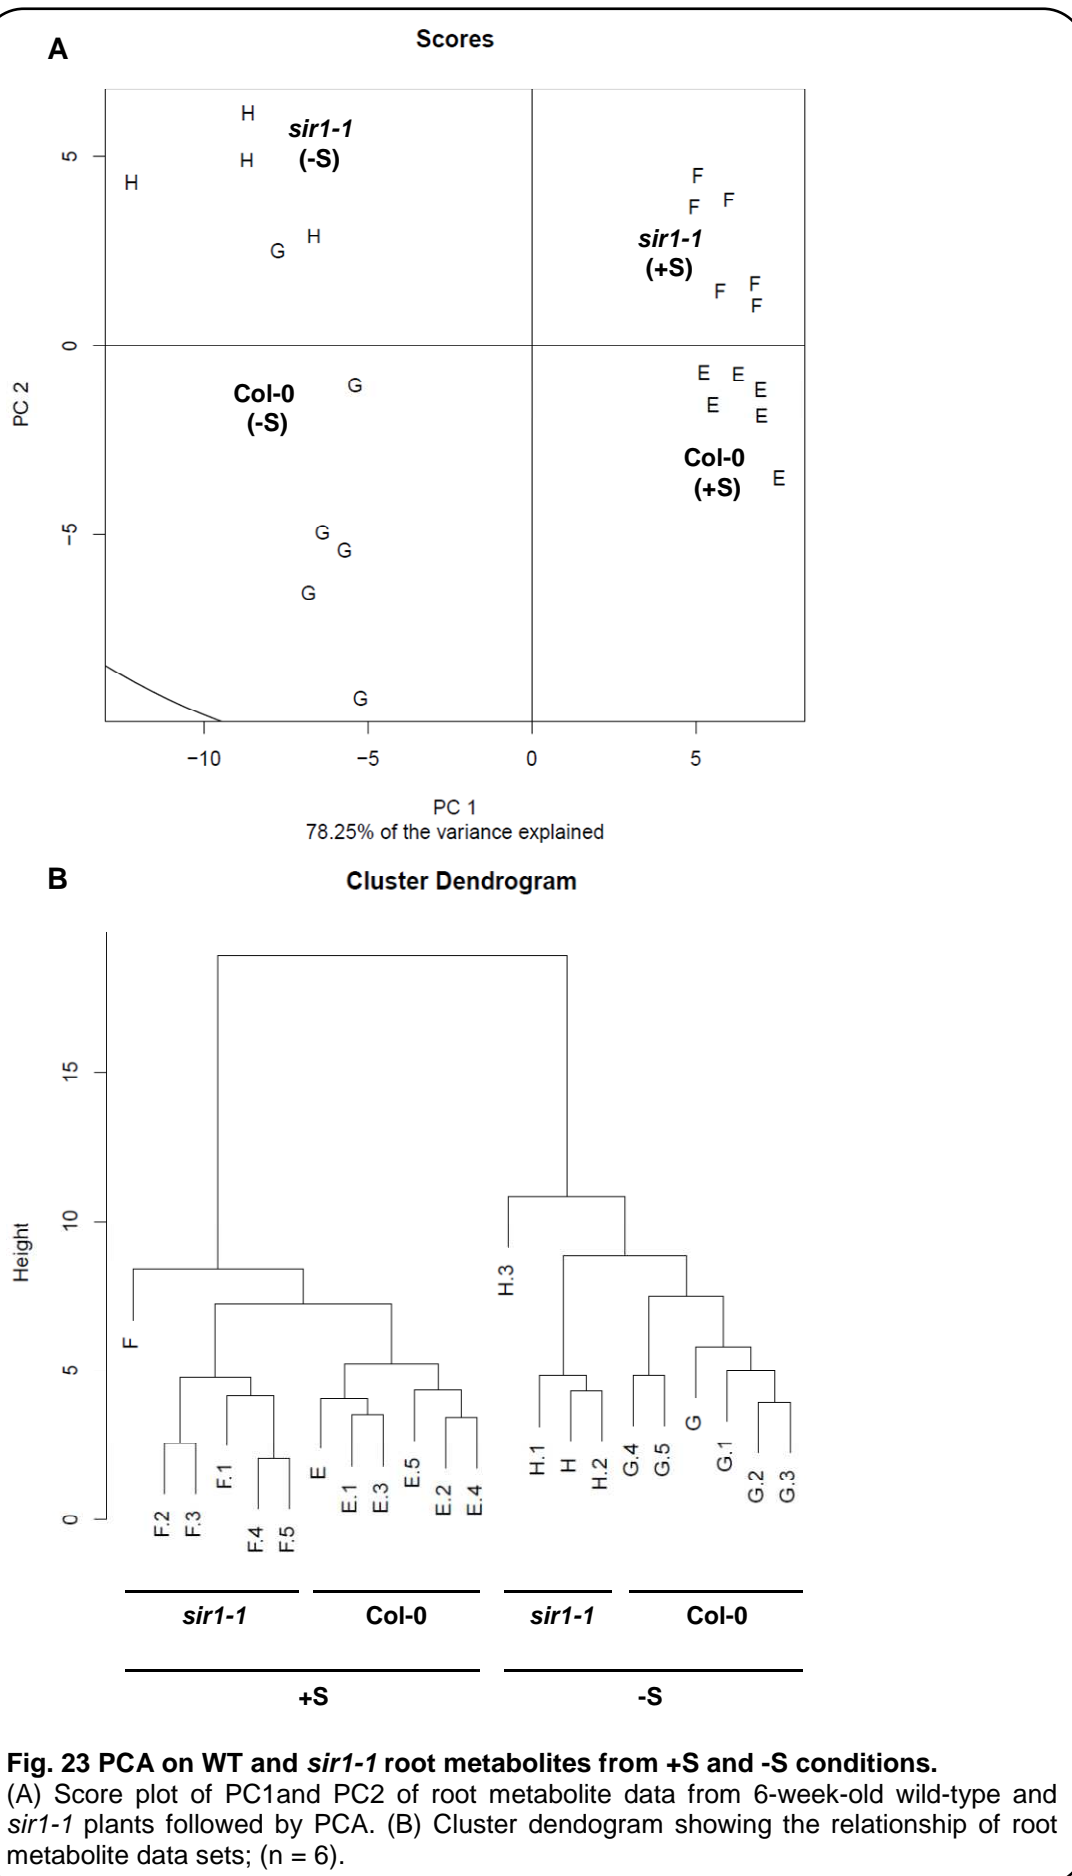 A
Scores
H
sir1-1
(-S)
H
H
H
G
F
F
F
sir1-1
(+S)
F
F
F
5
0
−5
PC 2
Col-0
(-S)
G
G
G
G
G
E
E
E
E
E
Col-0
(+S)
E
−10
−5
0
5
PC 1
78.25% of the variance explained
B
Cluster Dendrogram
Height
15
10
5
0
F
F.2
F.3
F.1
F.4
F.5
E
E.1
E.3
E.5
E.2
E.4
H.3
H.1
H
H.2
G.4
G.5
G
G.1
G.2
G.3
sir1-1
Col-0
sir1-1
Col-0
+S
-S
Fig. 23 PCA on WT and sir1-1 root metabolites from +S and -S conditions.
(A) Score plot of PC1and PC2 of root metabolite data from 6-week-old wild-type and
sir1-1 plants followed by PCA. (B) Cluster dendogram showing the relationship of root
metabolite data sets; (n = 6).